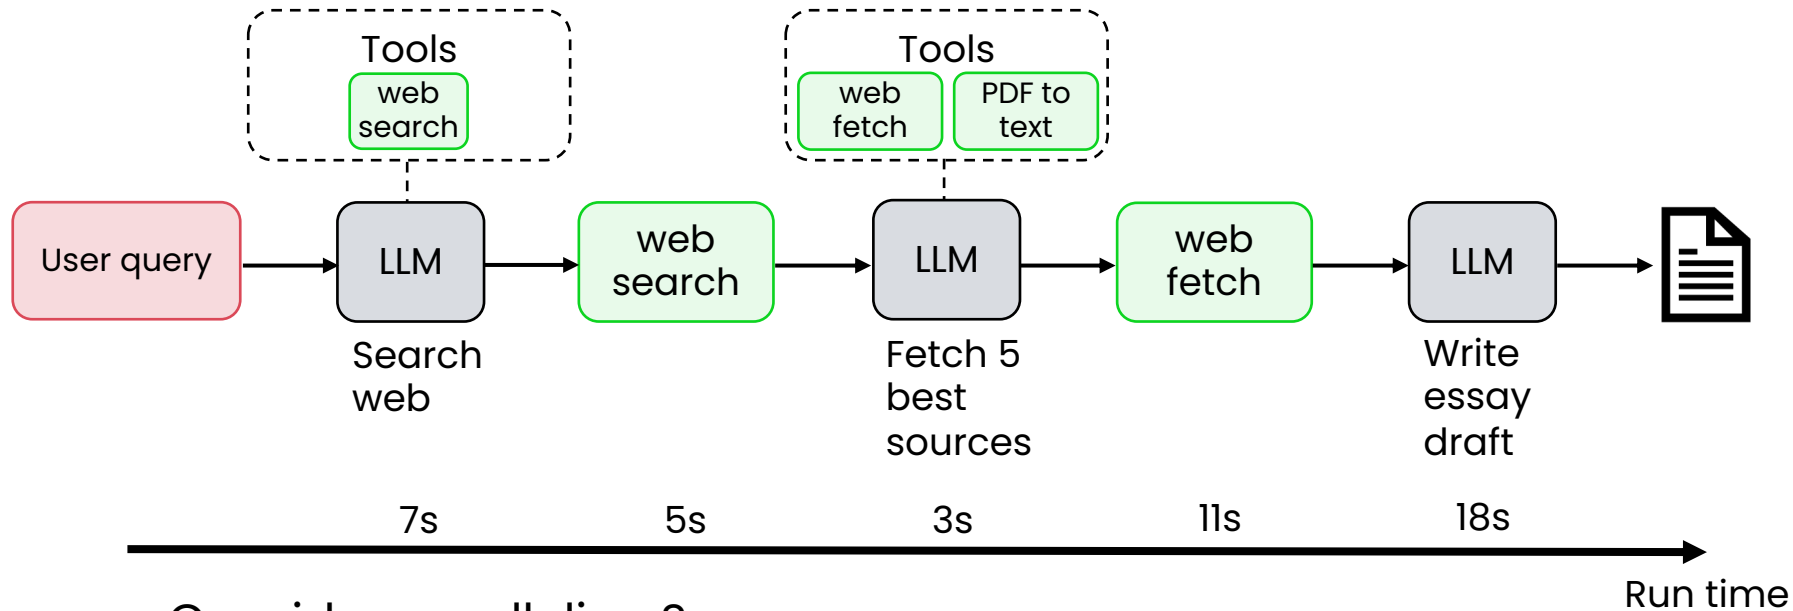 Tools
web
search
Tools
web
fetch
PDF to
text
User query
LLM
web
search
LLM
web
fetch
LLM
Search
web
Fetch 5
best
sources
Write
essay
draft
7s
5s
3s
11s
18s
Run time